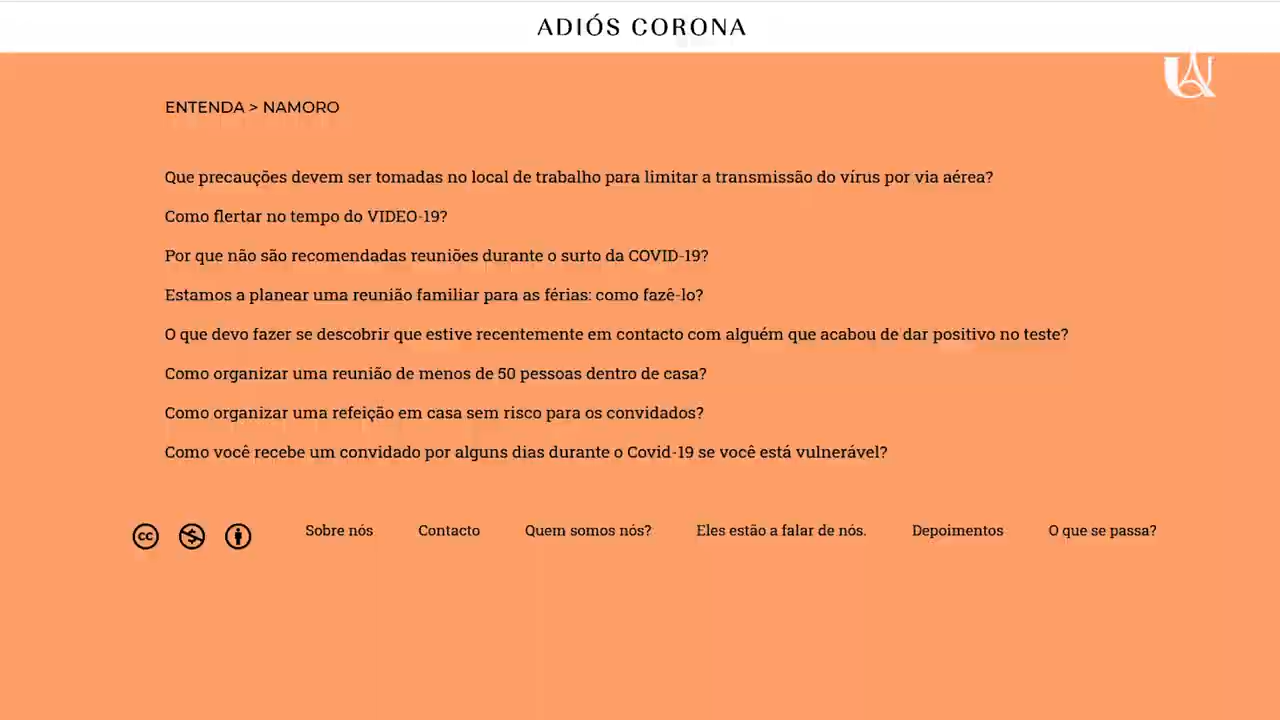 ADIÓS CORONA
ENTENDA > NAMORO
Que precauções devem ser tomadas no local de trabalho para limitar a transmissão do vírus por via aérea?
Como flertar no tempo do VIDEO-19?
Por que não são recomendadas reuniões durante o surto da COVID-19?
Estamos a planear uma reunião familiar para as férias: como fazê-lo?
O que devo fazer se descobrir que estive recentemente em contacto com alguém que acabou de dar positivo no teste?
Como organizar uma reunião de menos de 50 pessoas dentro de casa?
Como organizar uma refeição em casa sem risco para os convidados?
Como você recebe um convidado por alguns dias durante o Covid-19 se você está vulnerável?
cc $ Sobre nós Contacto Quem somos nós? Eles estão a falar de nós. Depoimentos O que se passa?